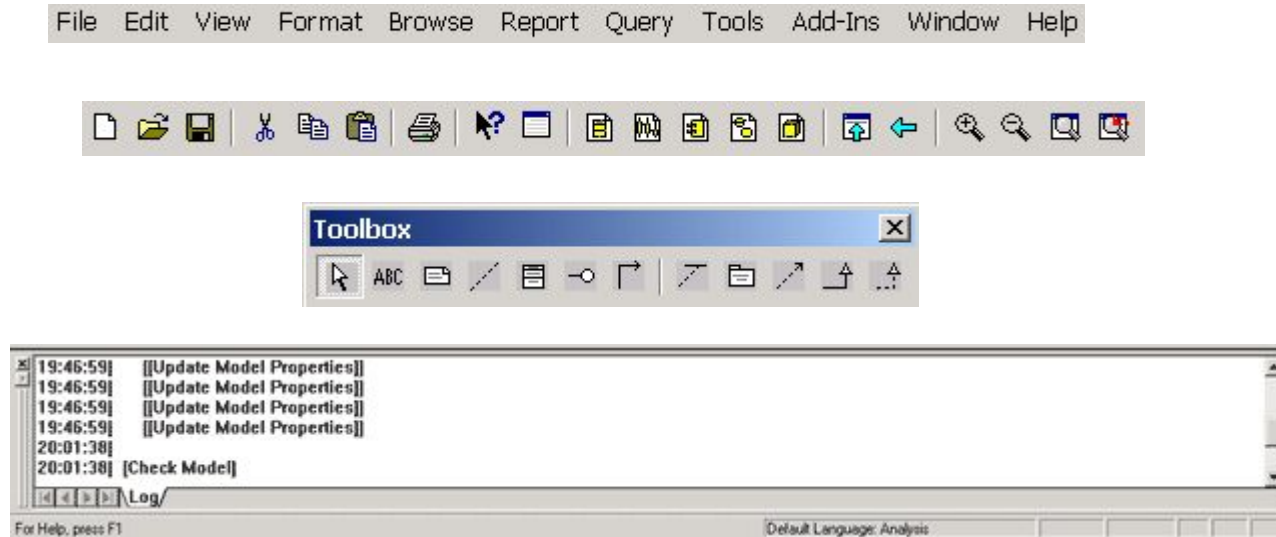 File Edit View Format Browse Report Query Tools Add-Ins Window Help
Toolbox
ABC
19:46:59| [[Update Model Properties]]
19:46:59| [[Update Model Properties]]
19:46:59| [[Update Model Properties]]
19:46:59| [[Update Model Properties]]
20:01:38|
20:01:38| [Check Model]
Log
For Help, press F1 Default Language: Analysis